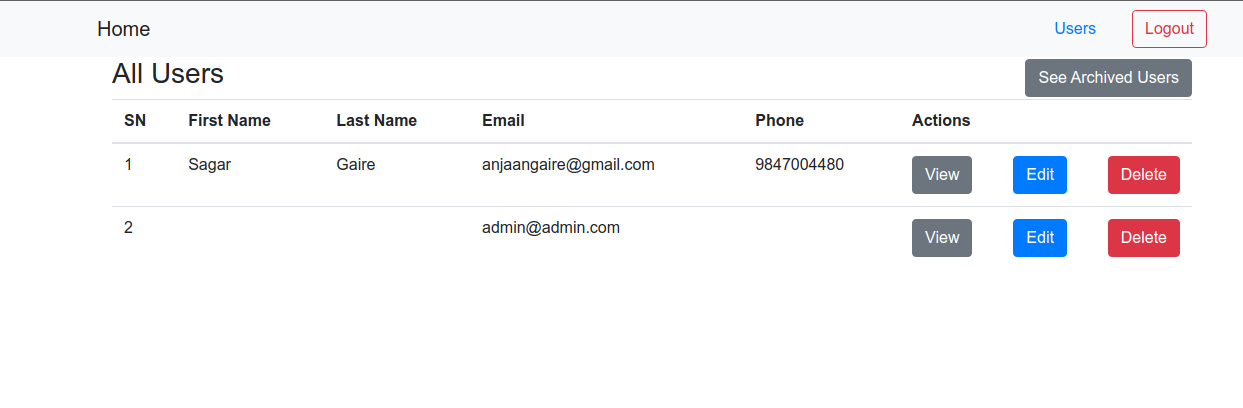 Home Users Logout
All Users See Archived Users
SN First Name Last Name Email Phone Actions
1 Sagar Gaire anjaangaire@gmail.com 9847004480 View Edit Delete
2 admin@admin.com View Edit Delete